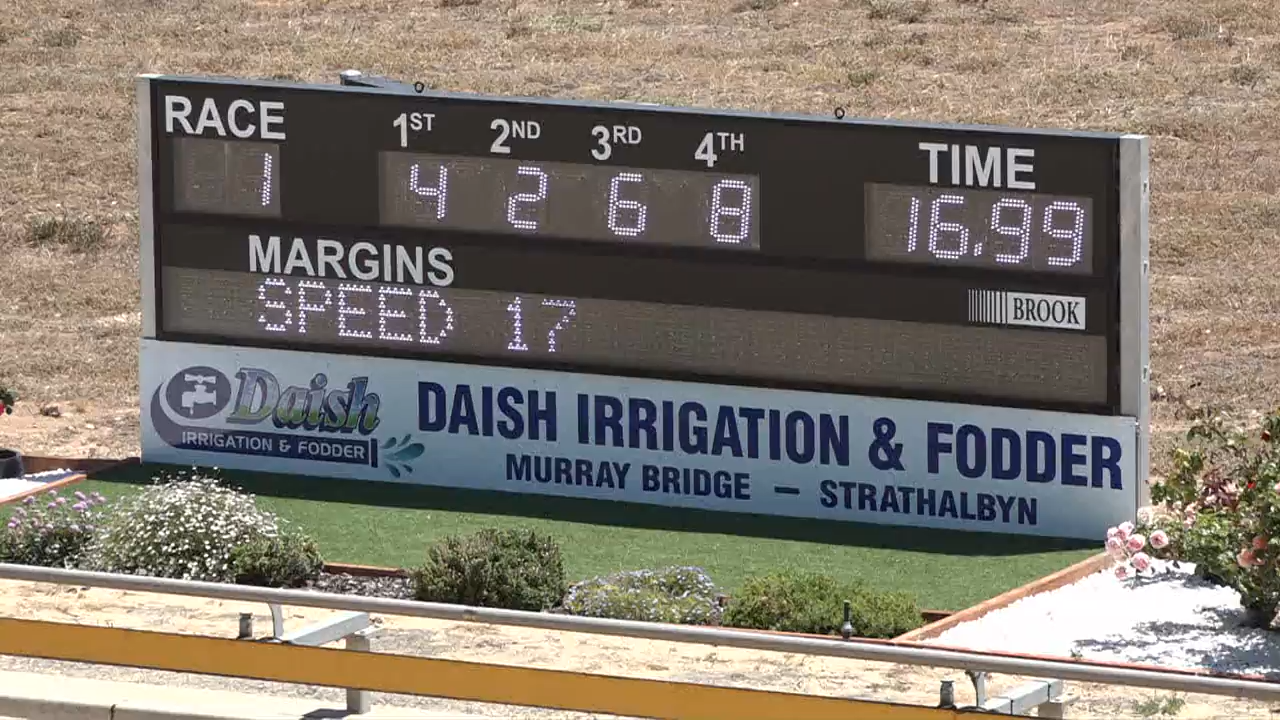 RACE 1ST 2ND 3RD 4TH TIME
1 4 2 6 8 16.99
MARGINS
SPEED 17
BROOK
Daish
IRRIGATION & FODDER
DAISH IRRIGATION & FODDER
MURRAY BRIDGE – STRATHALBYN